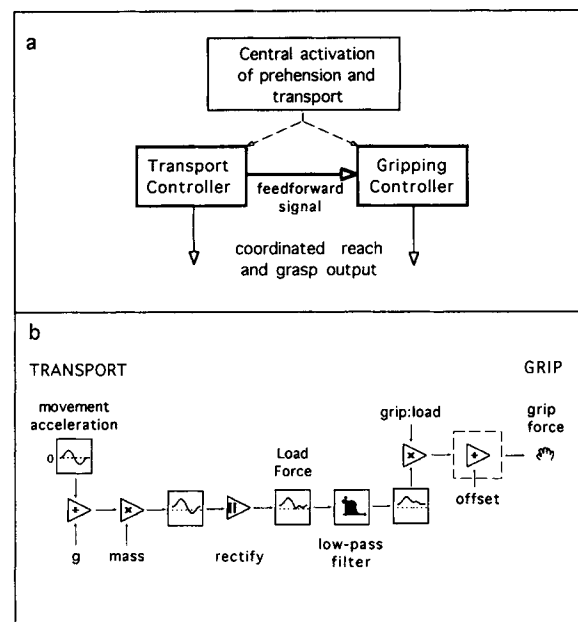 a
Central activation
of prehension and
transport
Transport
Controller
feedforward
signal
Gripping
Controller
coordinated reach
and grasp output
b
TRANSPORT
GRIP
movement
acceleration
0
+
g
×
mass
rectify
Load
Force
low-pass
filter
grip:load
×
+
offset
grip
force